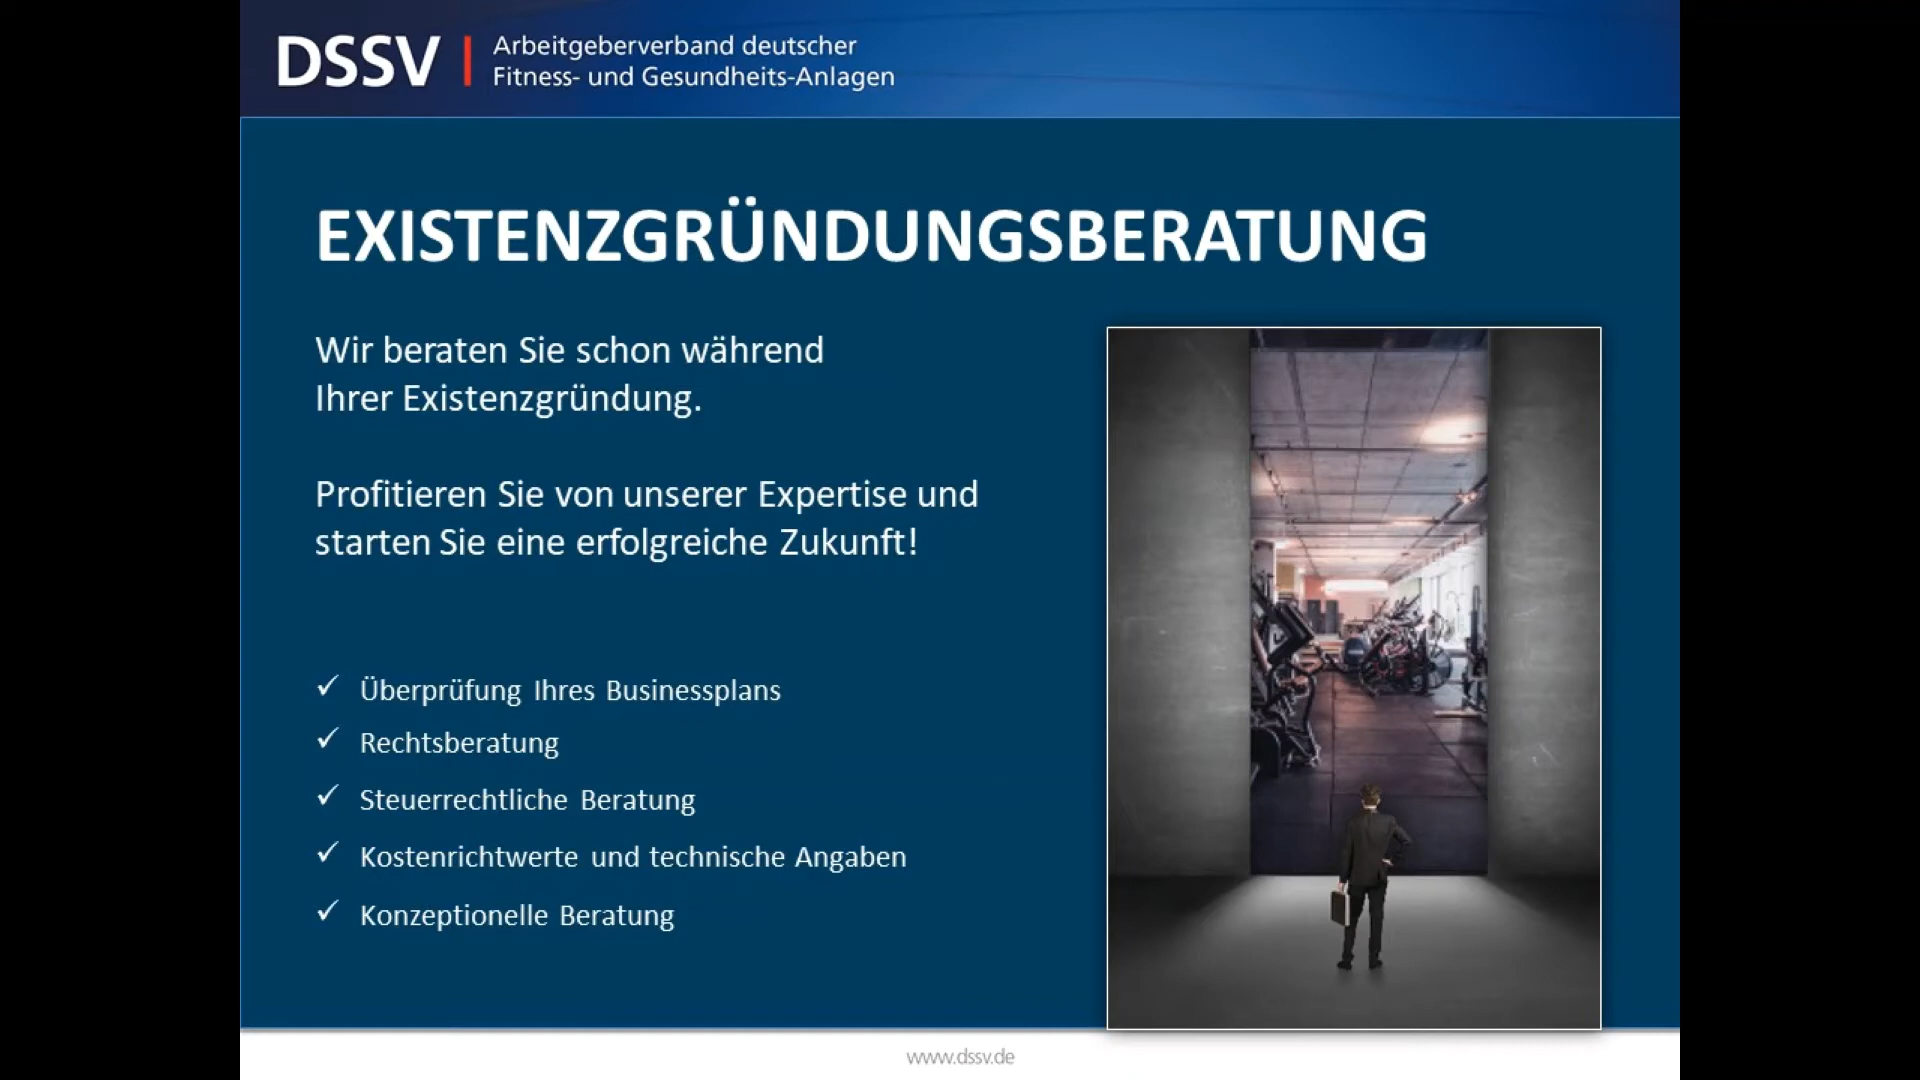 DSSV
Arbeitgeberverband deutscher
Fitness- und Gesundheits-Anlagen
EXISTENZGRÜNDUNGSBERATUNG
Wir beraten Sie schon während
Ihrer Existenzgründung.
Profitieren Sie von unserer Expertise und
starten Sie eine erfolgreiche Zukunft!
✓ Überprüfung Ihres Businessplans
✓ Rechtsberatung
✓ Steuerrechtliche Beratung
✓ Kostenrichtwerte und technische Angaben
✓ Konzeptionelle Beratung
www.dssv.de